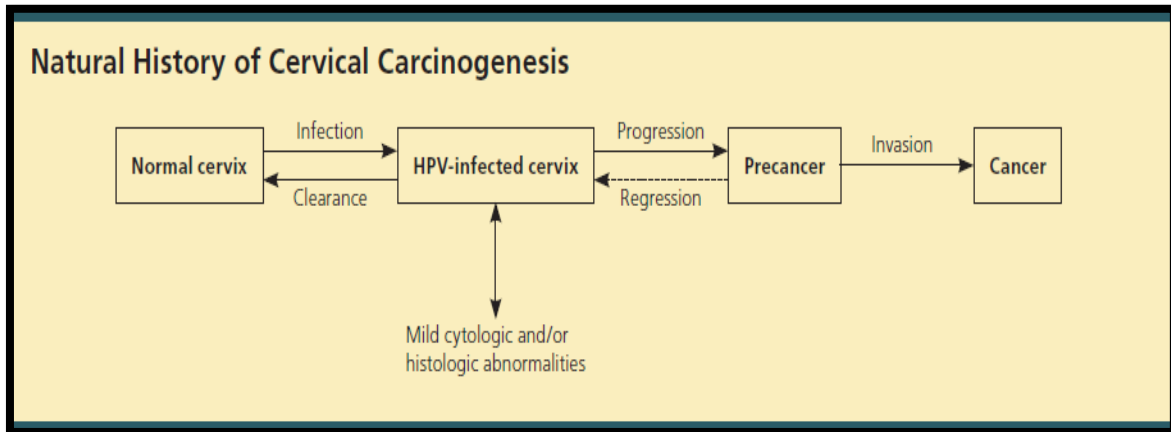 Natural History of Cervical Carcinogenesis
Infection
Progression
Invasion
Normal cervix
HPV-infected cervix
Precancer
Cancer
Clearance
Regression
Mild cytologic and/or
histologic abnormalities